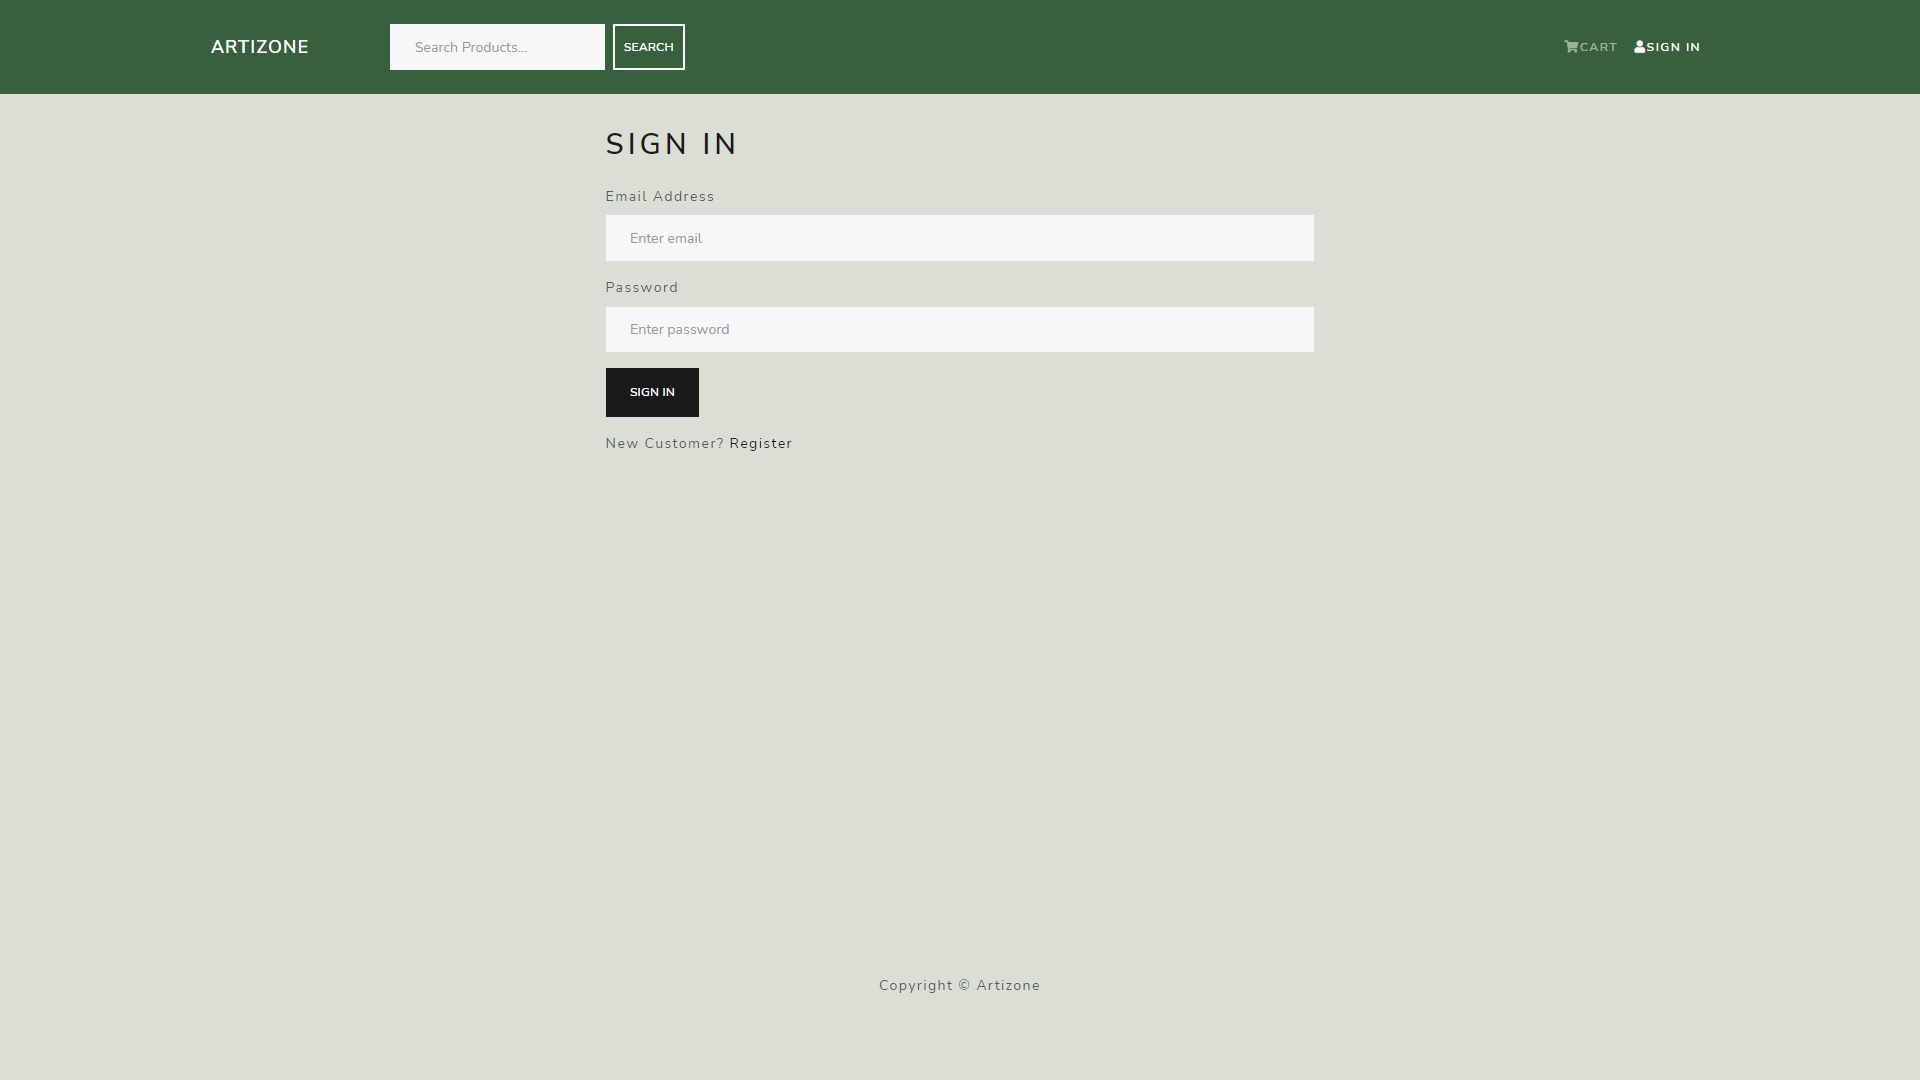 ARTIZONE
Search Products...
SEARCH
CART
SIGN IN
SIGN IN
Email Address
Enter email
Password
Enter password
SIGN IN
New Customer? Register
Copyright © Artizone